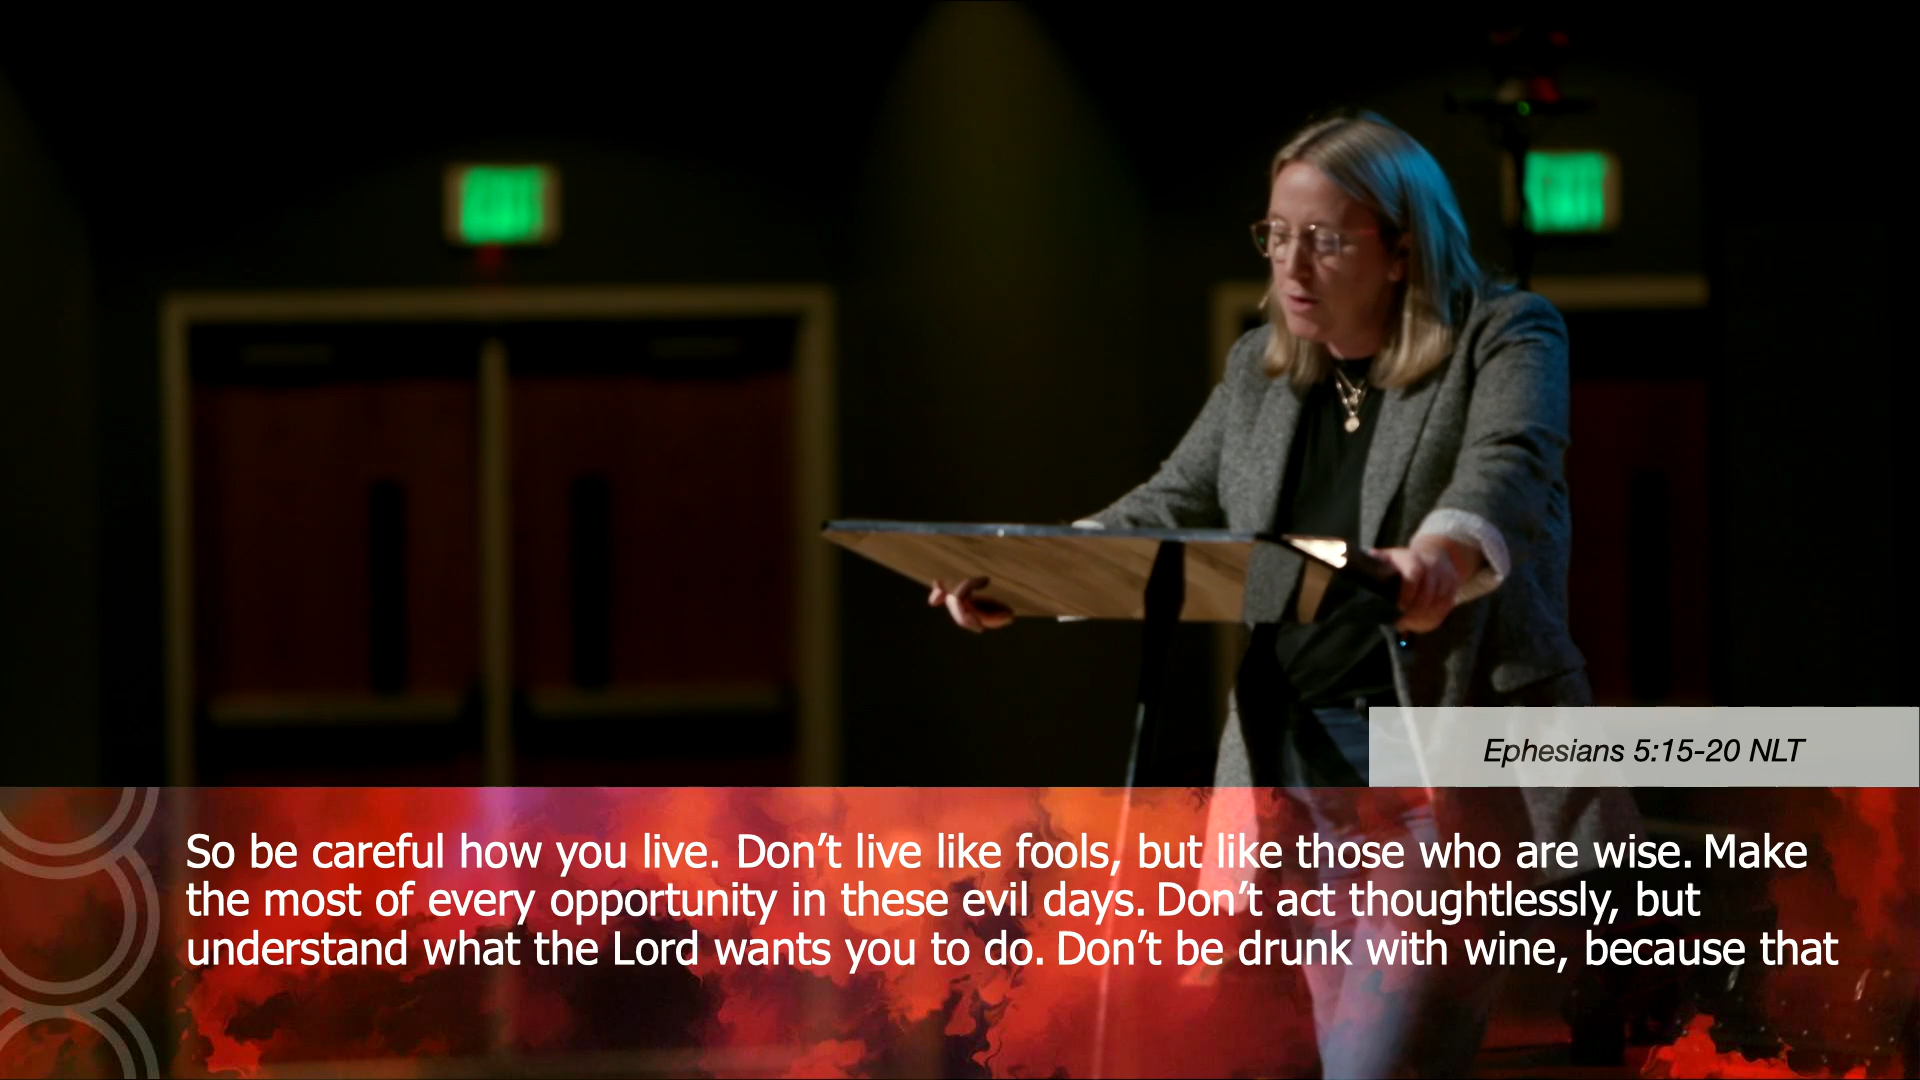 Ephesians 5:15-20 NLT
So be careful how you live. Don’t live like fools, but like those who are wise. Make
the most of every opportunity in these evil days. Don’t act thoughtlessly, but
understand what the Lord wants you to do. Don’t be drunk with wine, because that